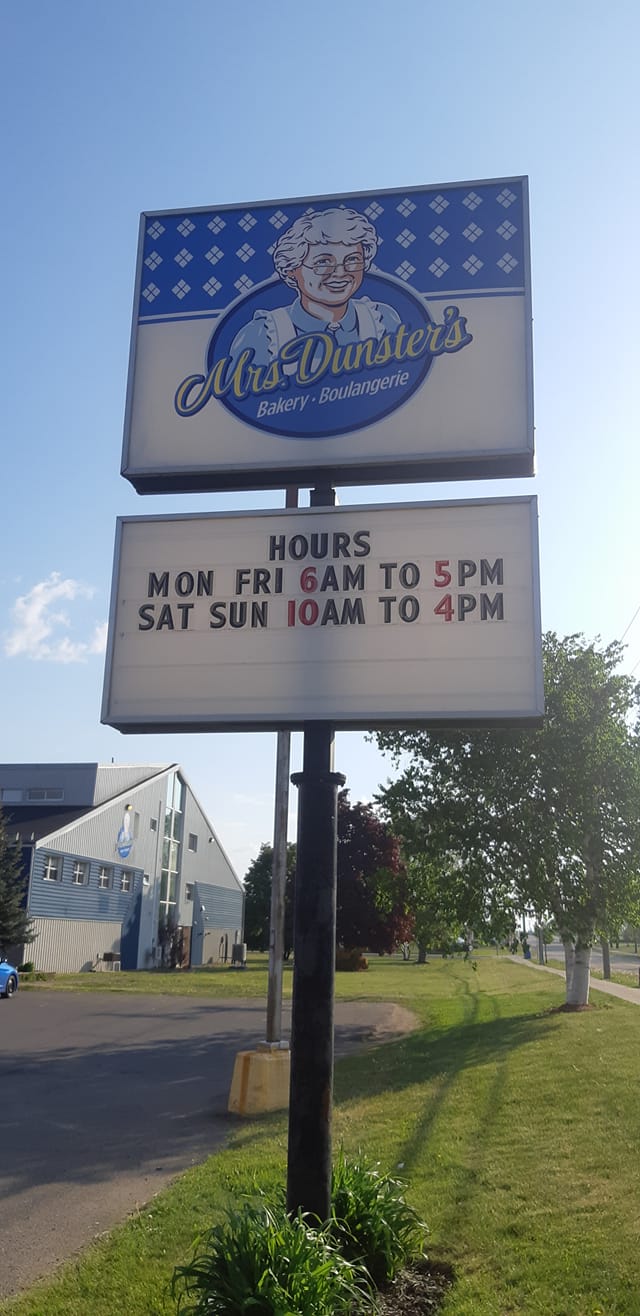 Mrs. Dunster's
Bakery · Boulangerie
HOURS
MON FRI 6AM TO 5PM
SAT SUN 10AM TO 4PM